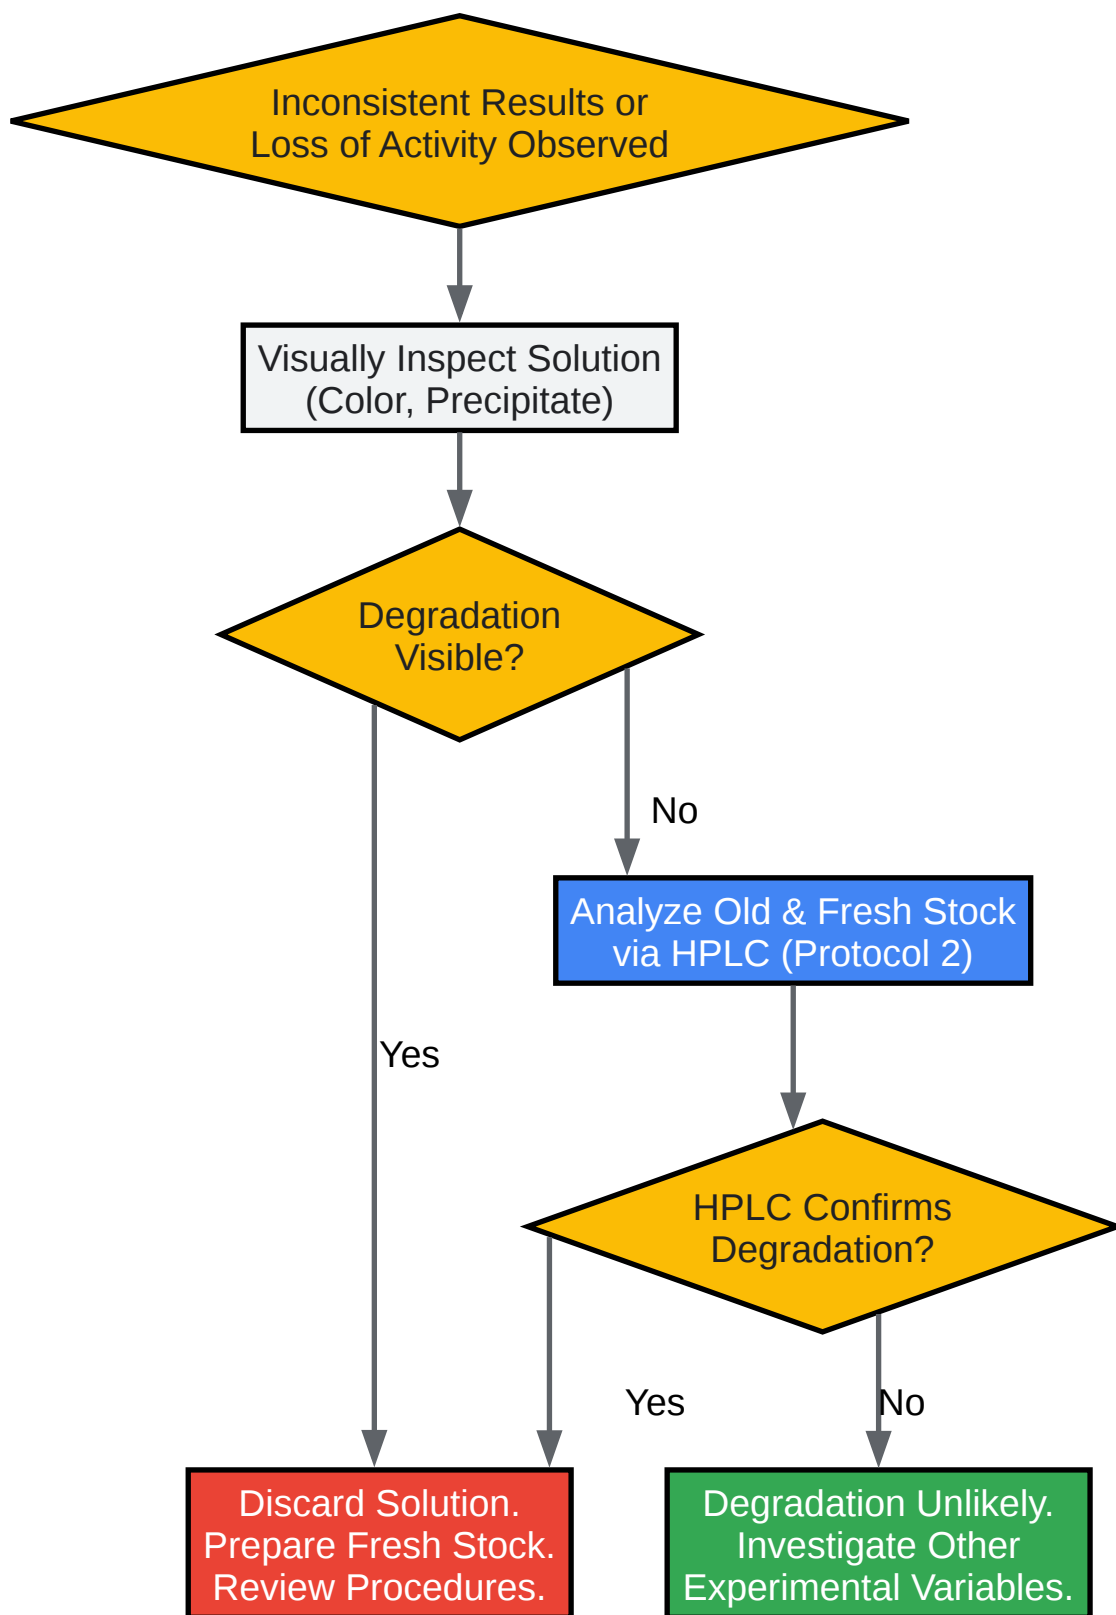 Inconsistent Results or
Loss of Activity Observed
Visually Inspect Solution
(Color, Precipitate)
Degradation
Visible?
No
Analyze Old & Fresh Stock
via HPLC (Protocol 2)
Yes
HPLC Confirms
Degradation?
Yes
No
Discard Solution.
Prepare Fresh Stock.
Review Procedures.
Degradation Unlikely.
Investigate Other
Experimental Variables.